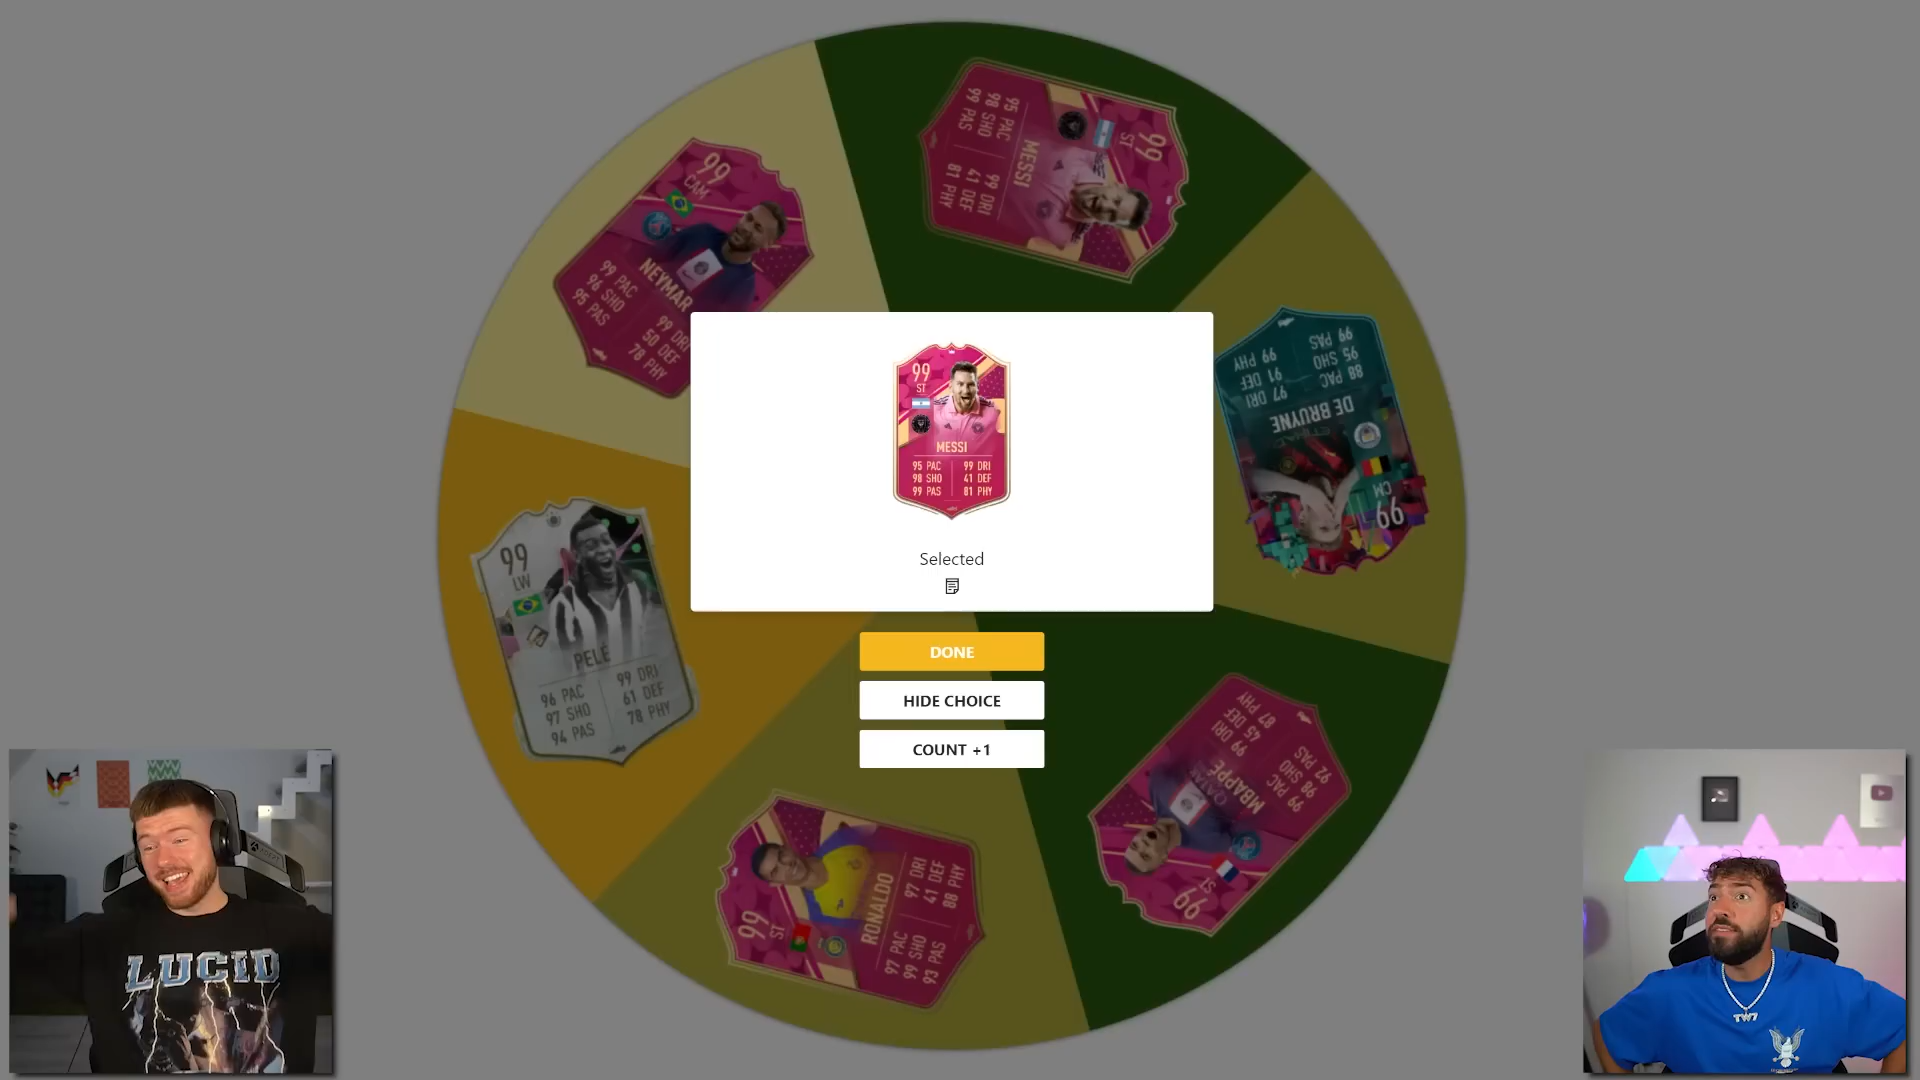 99
ST
MESSI
95 PAC
98 SHO
99 PAS
99 DRI
41 DEF
81 PHY
99
CAM
NEYMAR
99 PAC
96 SHO
95 PAS
99 DRI
50 DEF
78 PHY
99
ST
MESSI
95 PAC
98 SHO
99 PAS
99 DRI
41 DEF
81 PHY
Selected
DONE
HIDE CHOICE
COUNT +1
99
CM
DE BRUYNE
88 PAC
95 SHO
99 PAS
97 DRI
91 DEF
99 PHY
99
LW
PELÉ
96 PAC
97 SHO
94 PAS
99 DRI
61 DEF
78 PHY
99
ST
MBAPPÉ
99 PAC
98 SHO
92 PAS
99 DRI
45 DEF
87 PHY
99
ST
RONALDO
97 PAC
99 SHO
93 PAS
97 DRI
41 DEF
88 PHY
LUCID
TW7